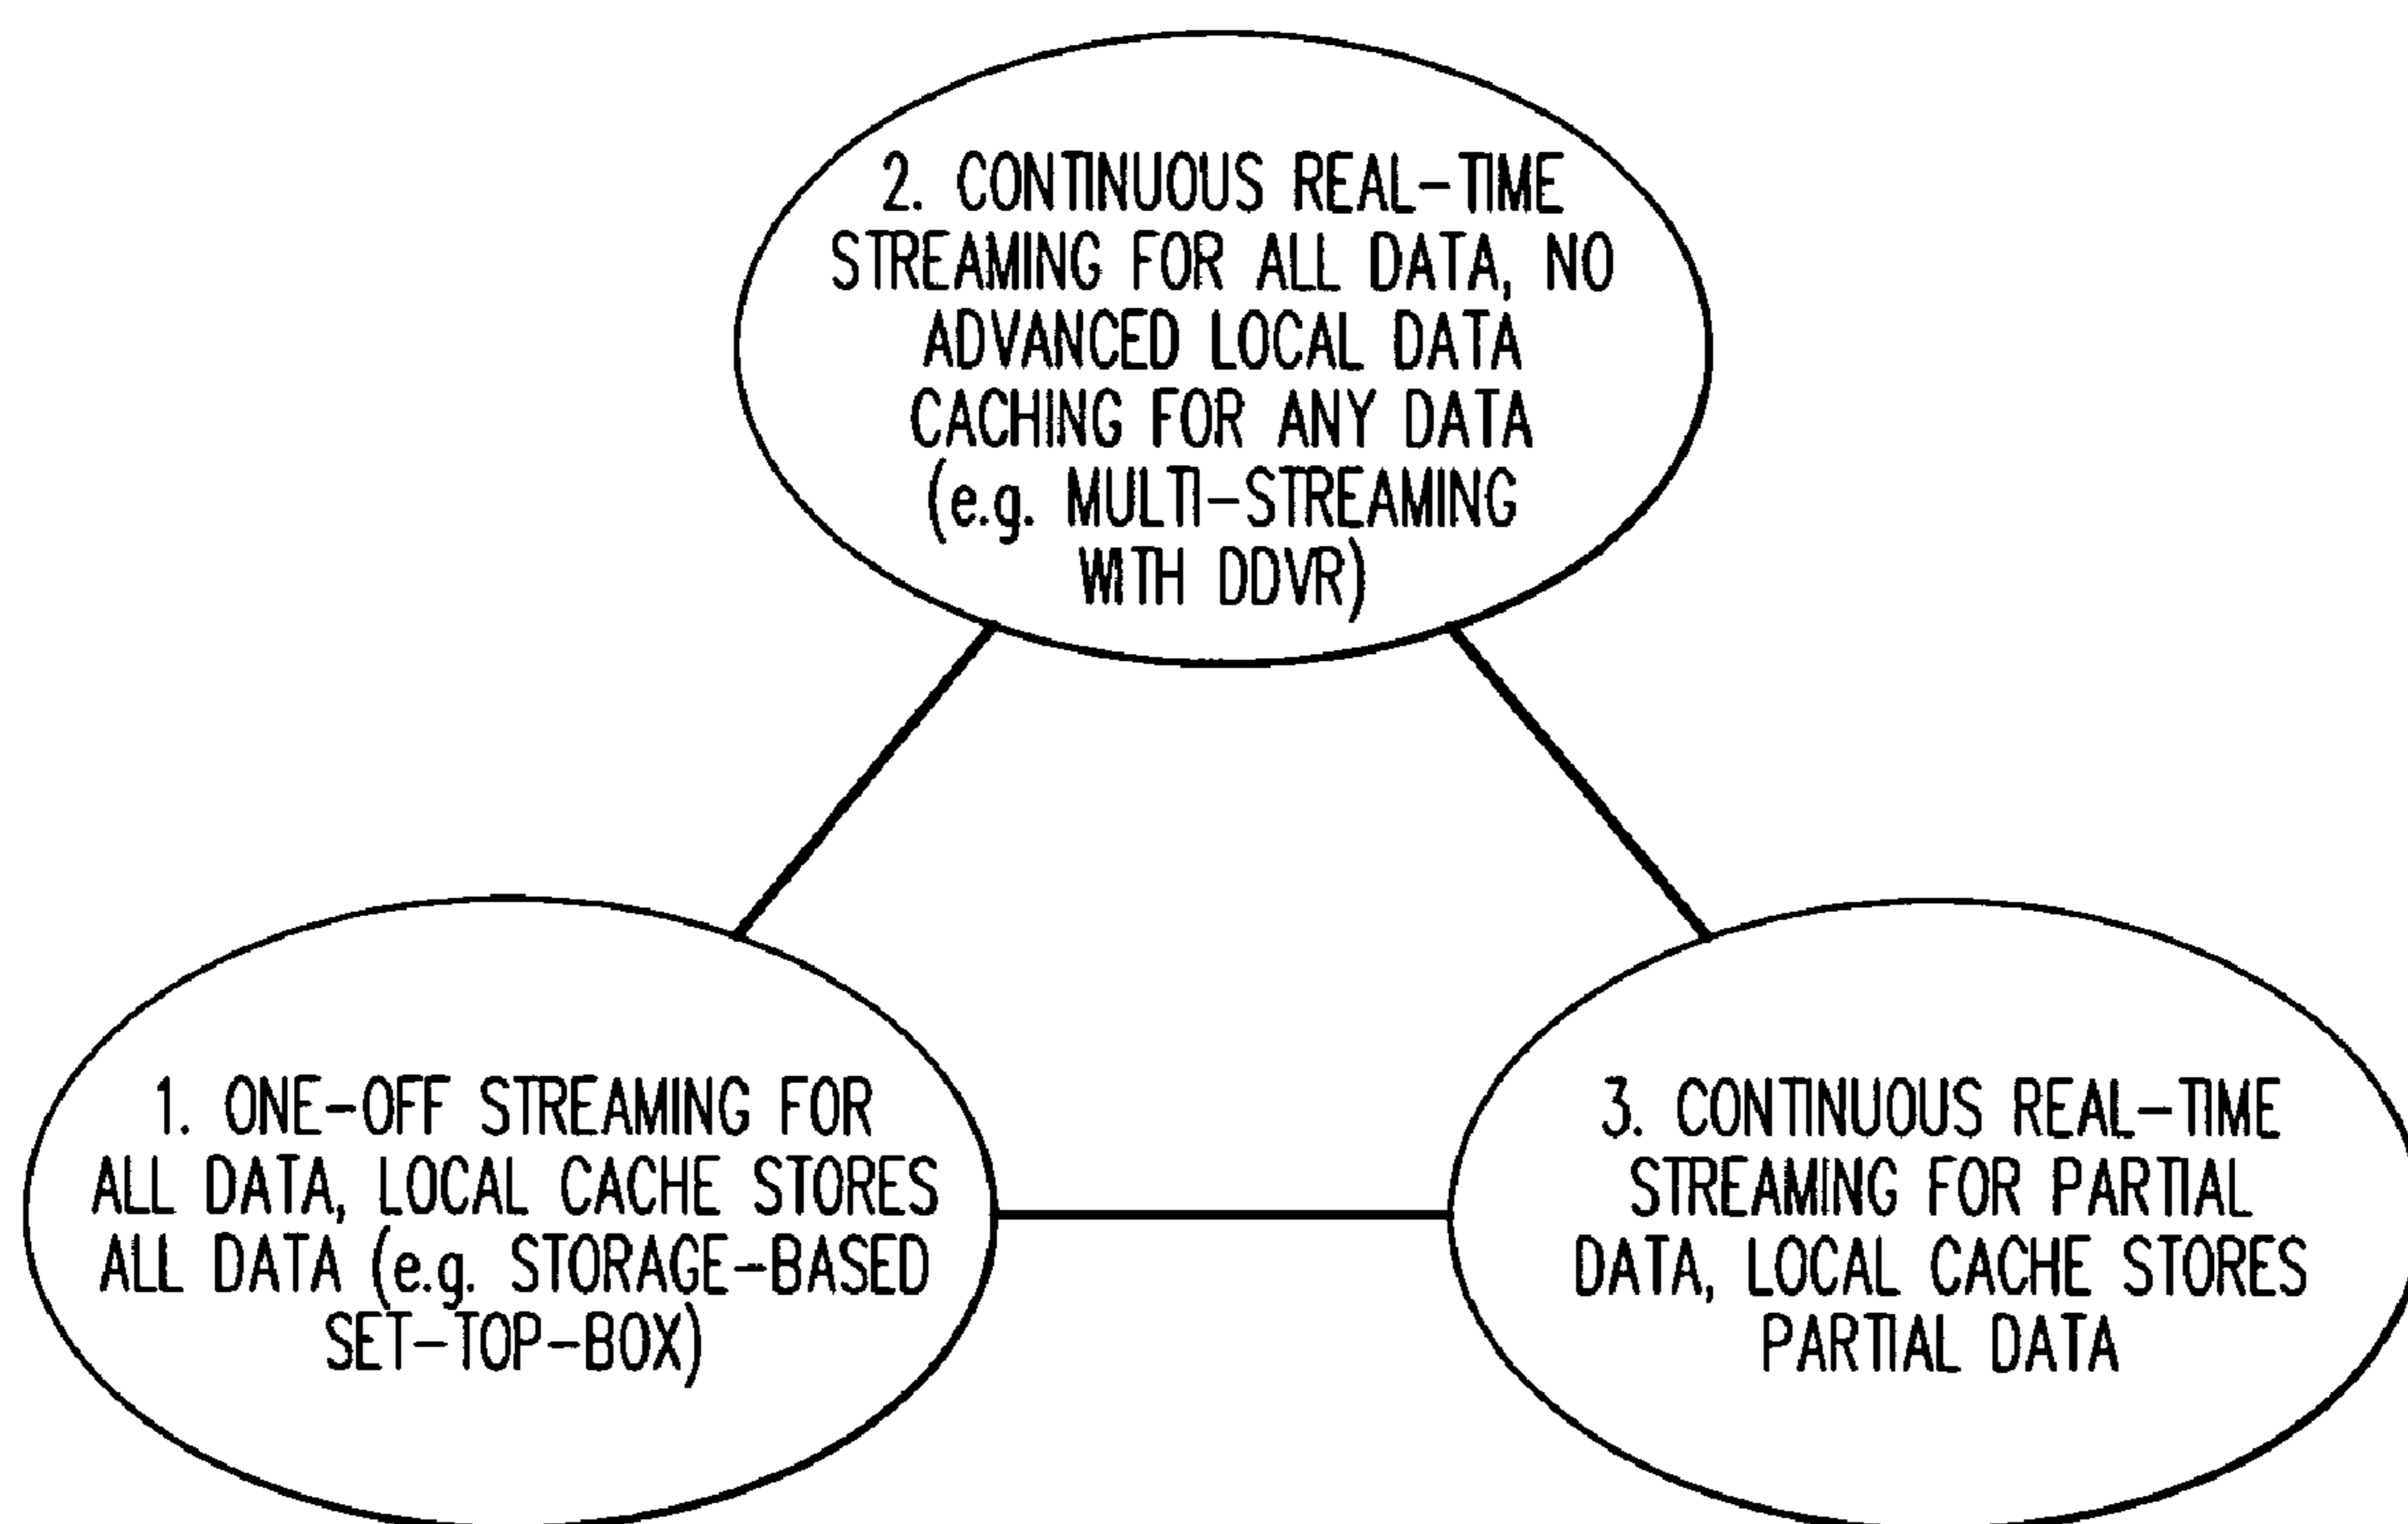 2. CONTINUOUS REAL-TIME
STREAMING FOR ALL DATA, NO
ADVANCED LOCAL DATA
CACHING FOR ANY DATA
(e.g. MULTI-STREAMING
WITH DDVR)
1. ONE-OFF STREAMING FOR
ALL DATA, LOCAL CACHE STORES
ALL DATA (e.g. STORAGE-BASED
SET-TOP-BOX)
3. CONTINUOUS REAL-TIME
STREAMING FOR PARTIAL
DATA, LOCAL CACHE STORES
PARTIAL DATA